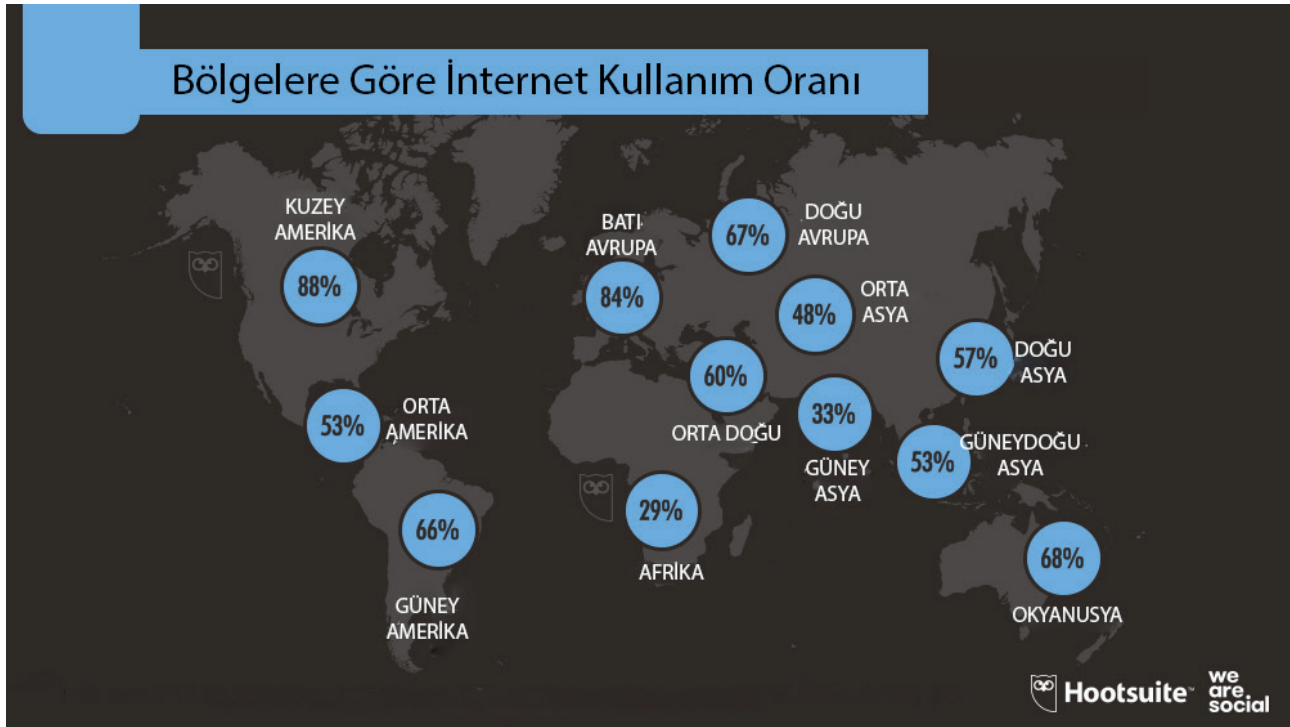 Bölgelere Göre İnternet Kullanım Oranı
KUZEY
AMERİKA
88%
BATI
AVRUPA
84%
67%
DOĞU
AVRUPA
48%
ORTA
ASYA
57%
DOĞU
ASYA
60%
ORTA DOĞU
33%
GÜNEY
ASYA
53%
ORTA
AMERİKA
53%
GÜNEYDOĞU
ASYA
66%
GÜNEY
AMERİKA
29%
AFRİKA
68%
OKYANUSYA
Hootsuite™
we
are
social